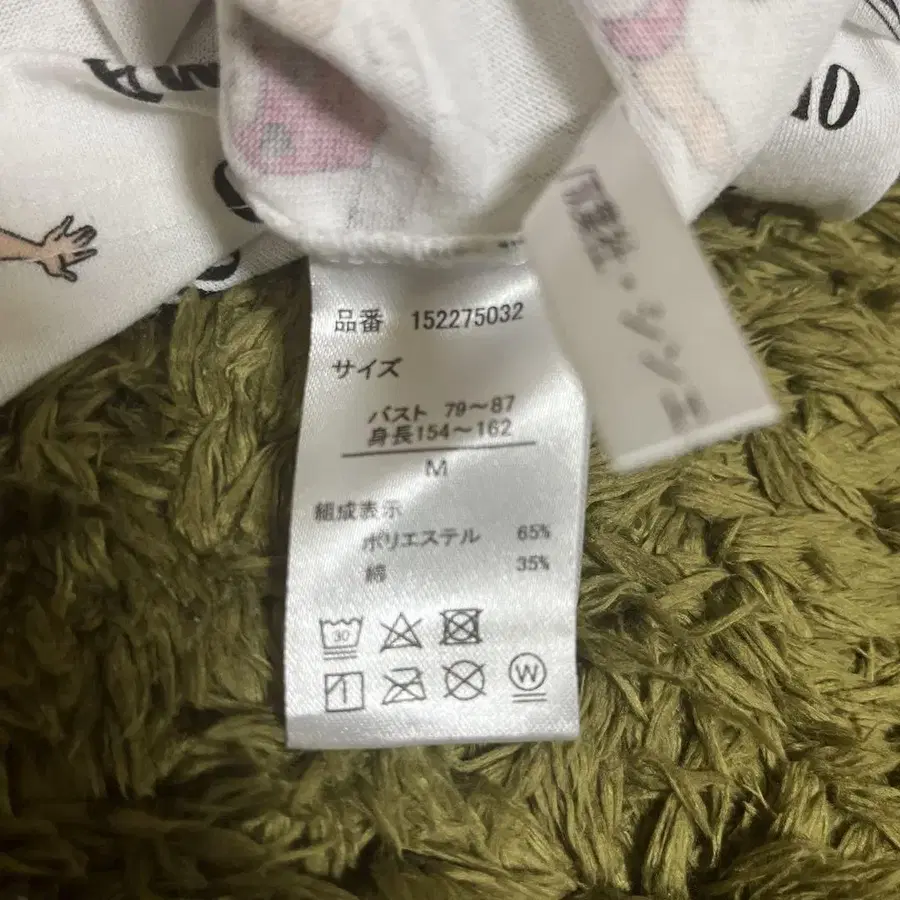 品番 152275032
サイズ
バスト 79～87
身長154～162
M
組成表示
ポリエステル 65%
綿 35%
30
W